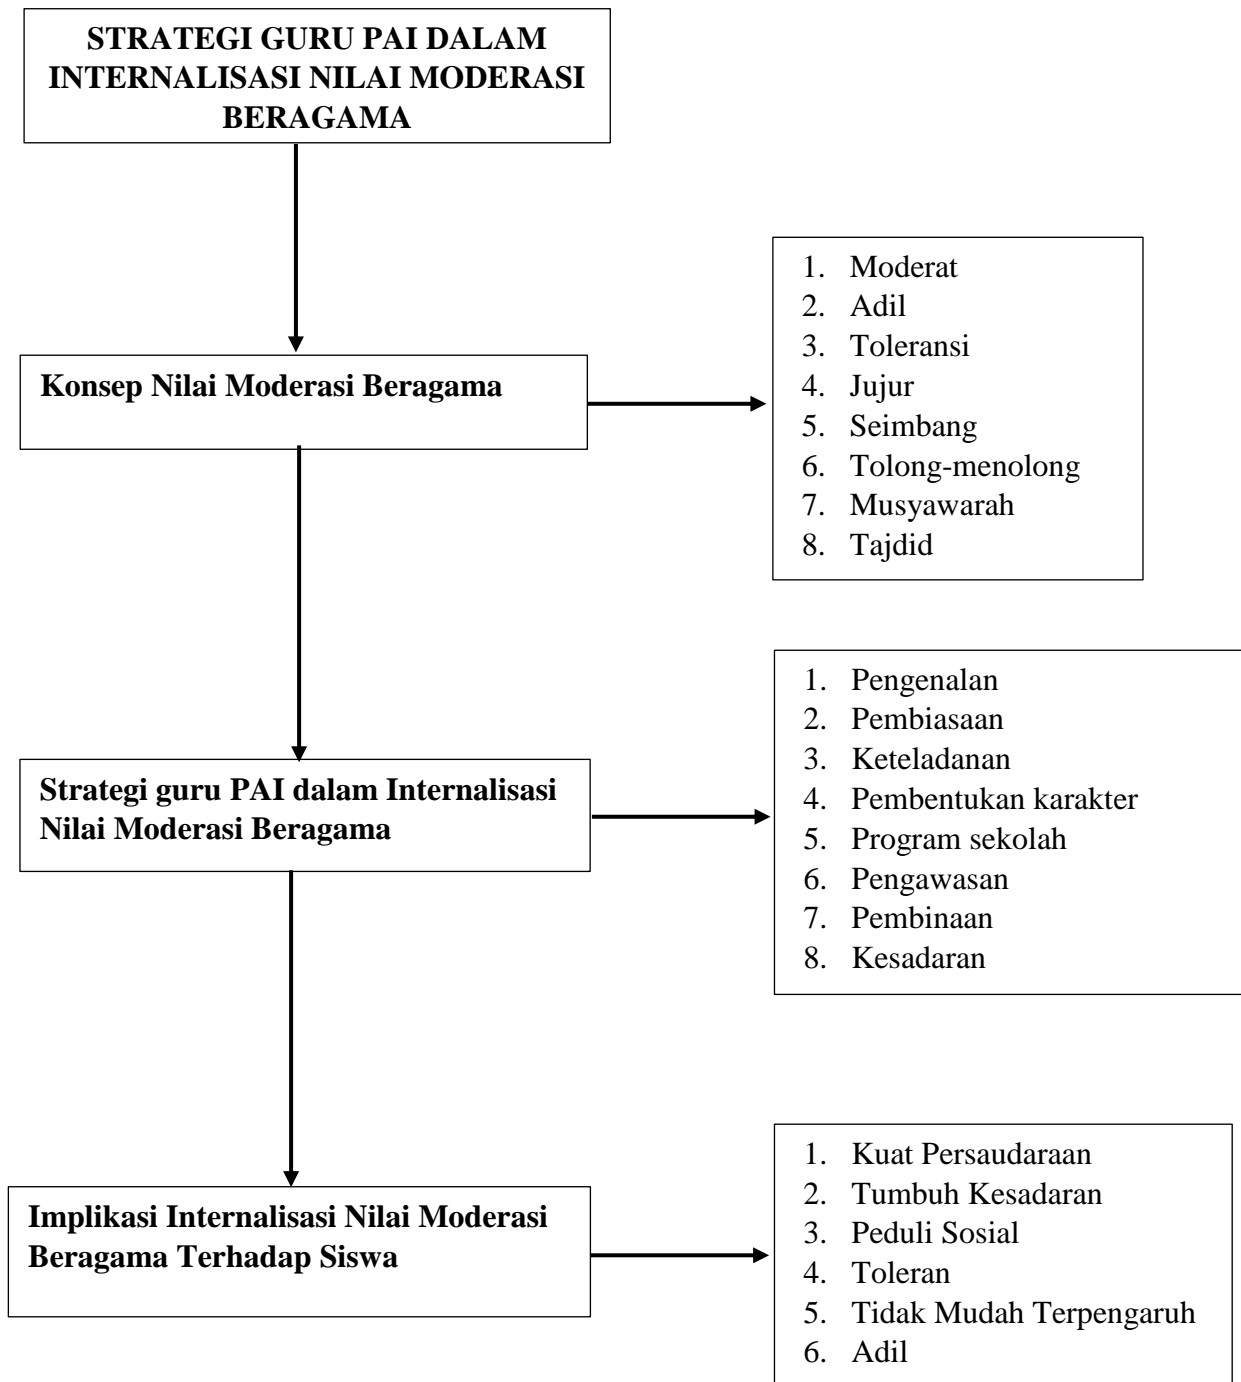 STRATEGI GURU PAI DALAM
INTERNALISASI NILAI MODERASI
BERAGAMA
Konsep Nilai Moderasi Beragama
1. Moderat
2. Adil
3. Toleransi
4. Jujur
5. Seimbang
6. Tolong-menolong
7. Musyawarah
8. Tajdid
Strategi guru PAI dalam Internalisasi
Nilai Moderasi Beragama
1. Pengenalan
2. Pembiasaan
3. Keteladanan
4. Pembentukan karakter
5. Program sekolah
6. Pengawasan
7. Pembinaan
8. Kesadaran
Implikasi Internalisasi Nilai Moderasi
Beragama Terhadap Siswa
1. Kuat Persaudaraan
2. Tumbuh Kesadaran
3. Peduli Sosial
4. Toleran
5. Tidak Mudah Terpengaruh
6. Adil